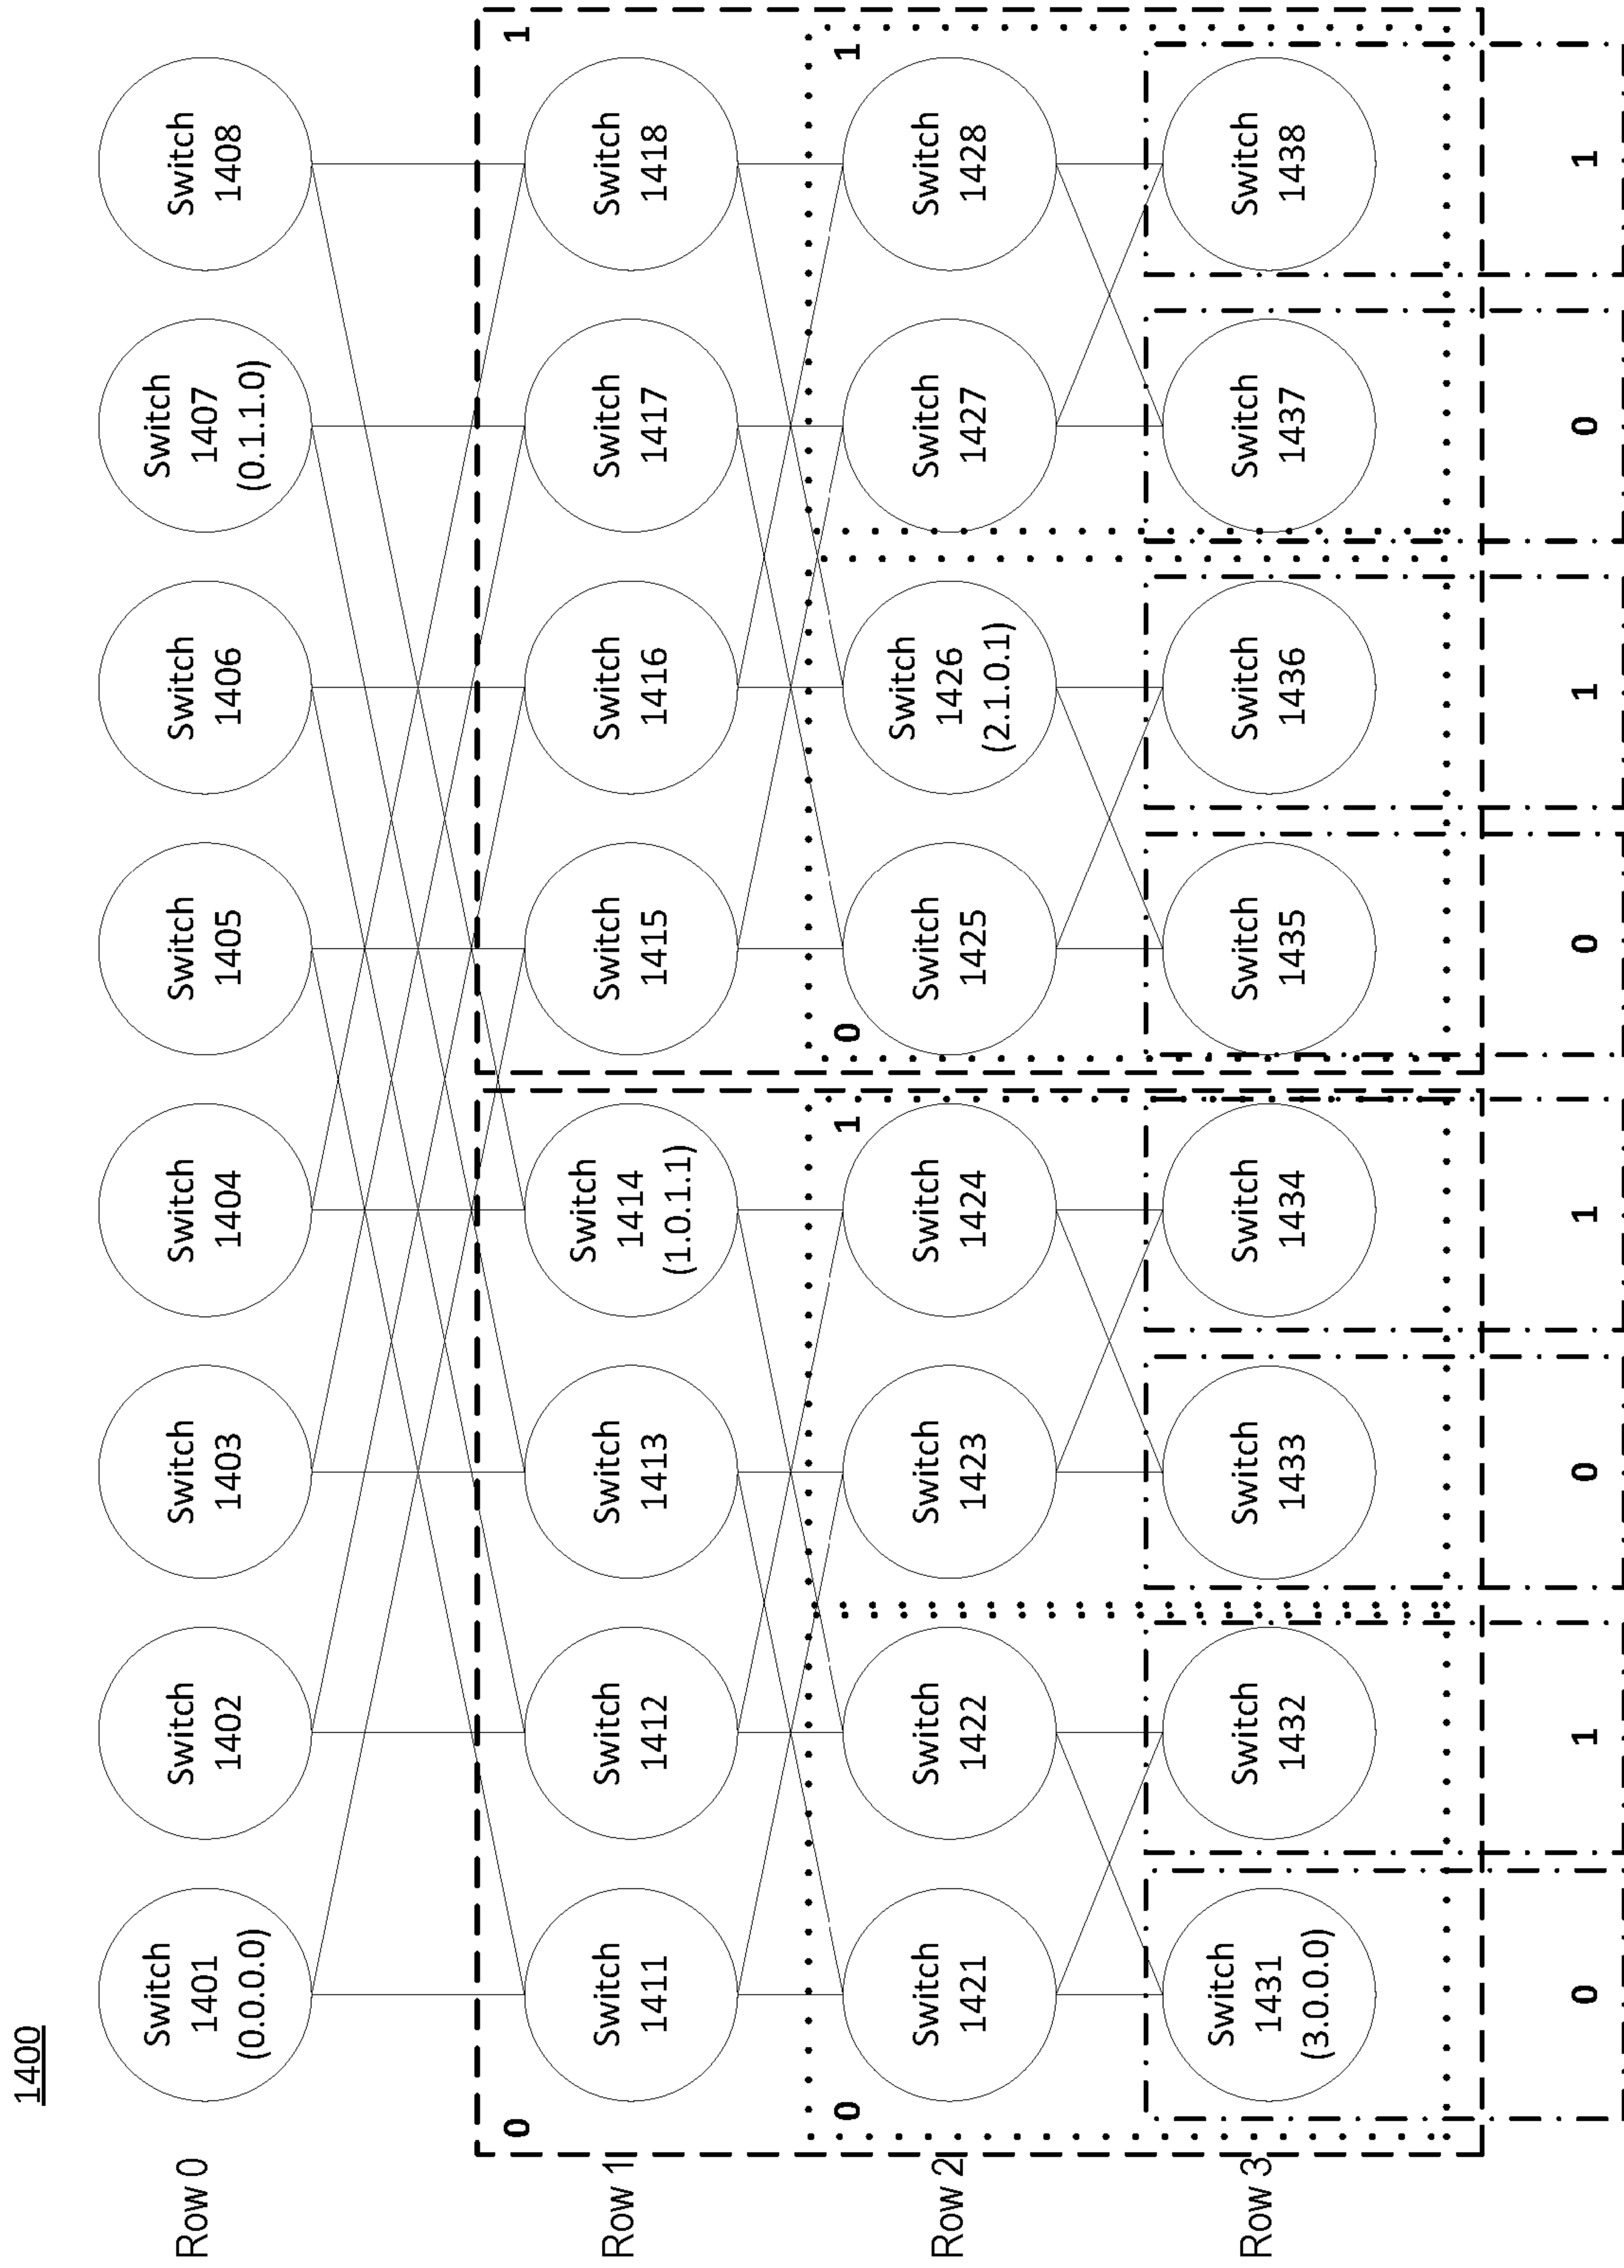 1400
Row 0
Switch
1401
(0.0.0.0)
Switch
1402
Switch
1403
Switch
1404
Switch
1405
Switch
1406
Switch
1407
(0.1.1.0)
Switch
1408
0
1
Row 1
Switch
1411
Switch
1412
Switch
1413
Switch
1414
(1.0.1.1)
Switch
1415
Switch
1416
Switch
1417
Switch
1418
0
1
0
1
Row 2
Switch
1421
Switch
1422
Switch
1423
Switch
1424
Switch
1425
Switch
1426
(2.1.0.1)
Switch
1427
Switch
1428
Row 3
Switch
1431
(3.0.0.0)
Switch
1432
Switch
1433
Switch
1434
Switch
1435
Switch
1436
Switch
1437
Switch
1438
0
1
0
1
0
1
0
1